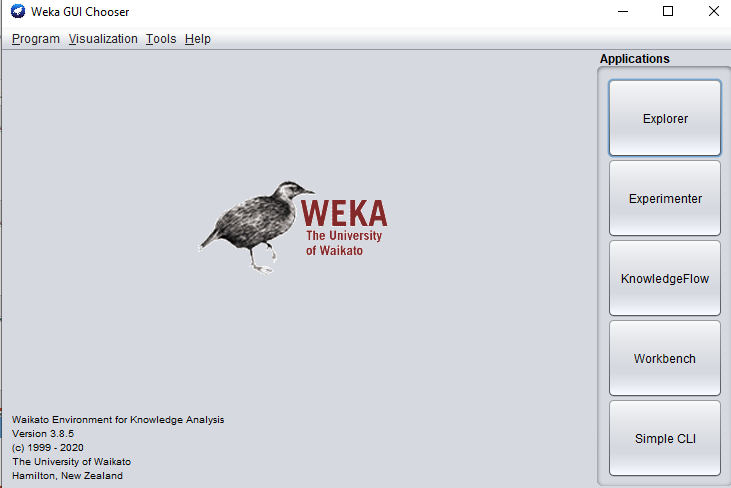 Weka GUI Chooser
Program Visualization Tools Help
Applications
Explorer
Experimenter
KnowledgeFlow
Workbench
Simple CLI
WEKA
The University
of Waikato
Waikato Environment for Knowledge Analysis
Version 3.8.5
(c) 1999 - 2020
The University of Waikato
Hamilton, New Zealand